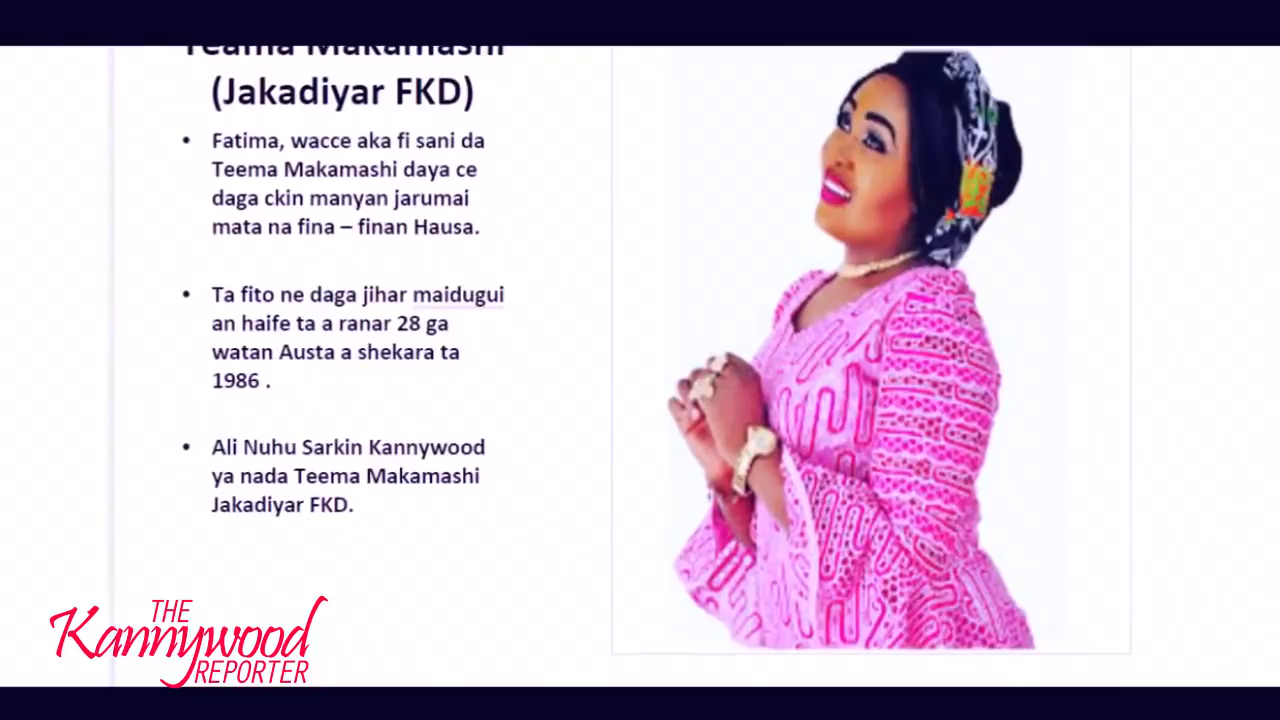 Teama Makamashi
(Jakadiyar FKD)
• Fatima, wacce aka fi sani da
Teema Makamashi daya ce
daga ckin manyan jarumai
mata na fina – finan Hausa.
• Ta fito ne daga jihar maidugui
an haife ta a ranar 28 ga
watan Austa a shekara ta
1986 .
• Ali Nuhu Sarkin Kannywood
ya nada Teema Makamashi
Jakadiyar FKD.
THE
Kannywood
REPORTER